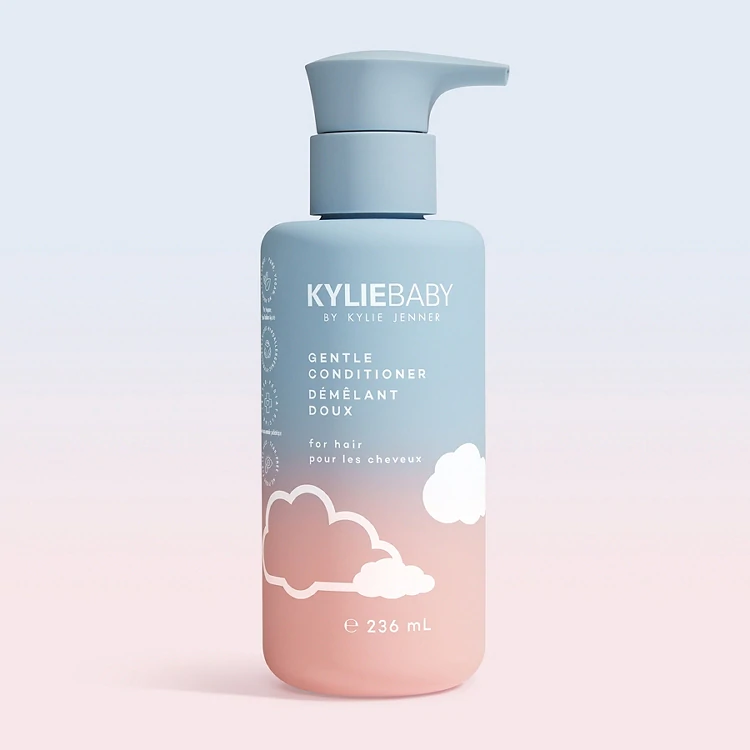 KYLIEBABY
BY KYLIE JENNER
GENTLE
CONDITIONER
DÉMÊLANT
DOUX
for hair
pour les cheveux
℮ 236 mL